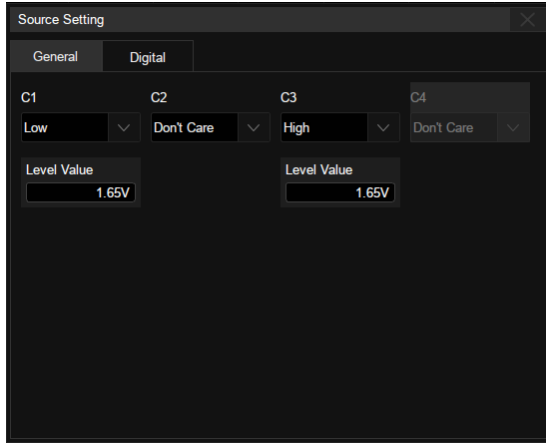 Source Setting
General Digital
C1 C2 C3 C4
Low Don't Care High Don't Care
Level Value Level Value
1.65V 1.65V